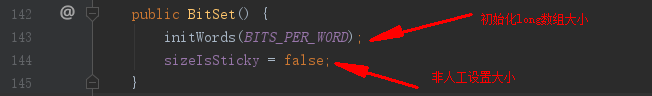 142 @ public BitSet() {
143 initWords(BITS_PER_WORD); 初始化long数组大小
144 sizeIsSticky = false;
145 } 非人工设置大小